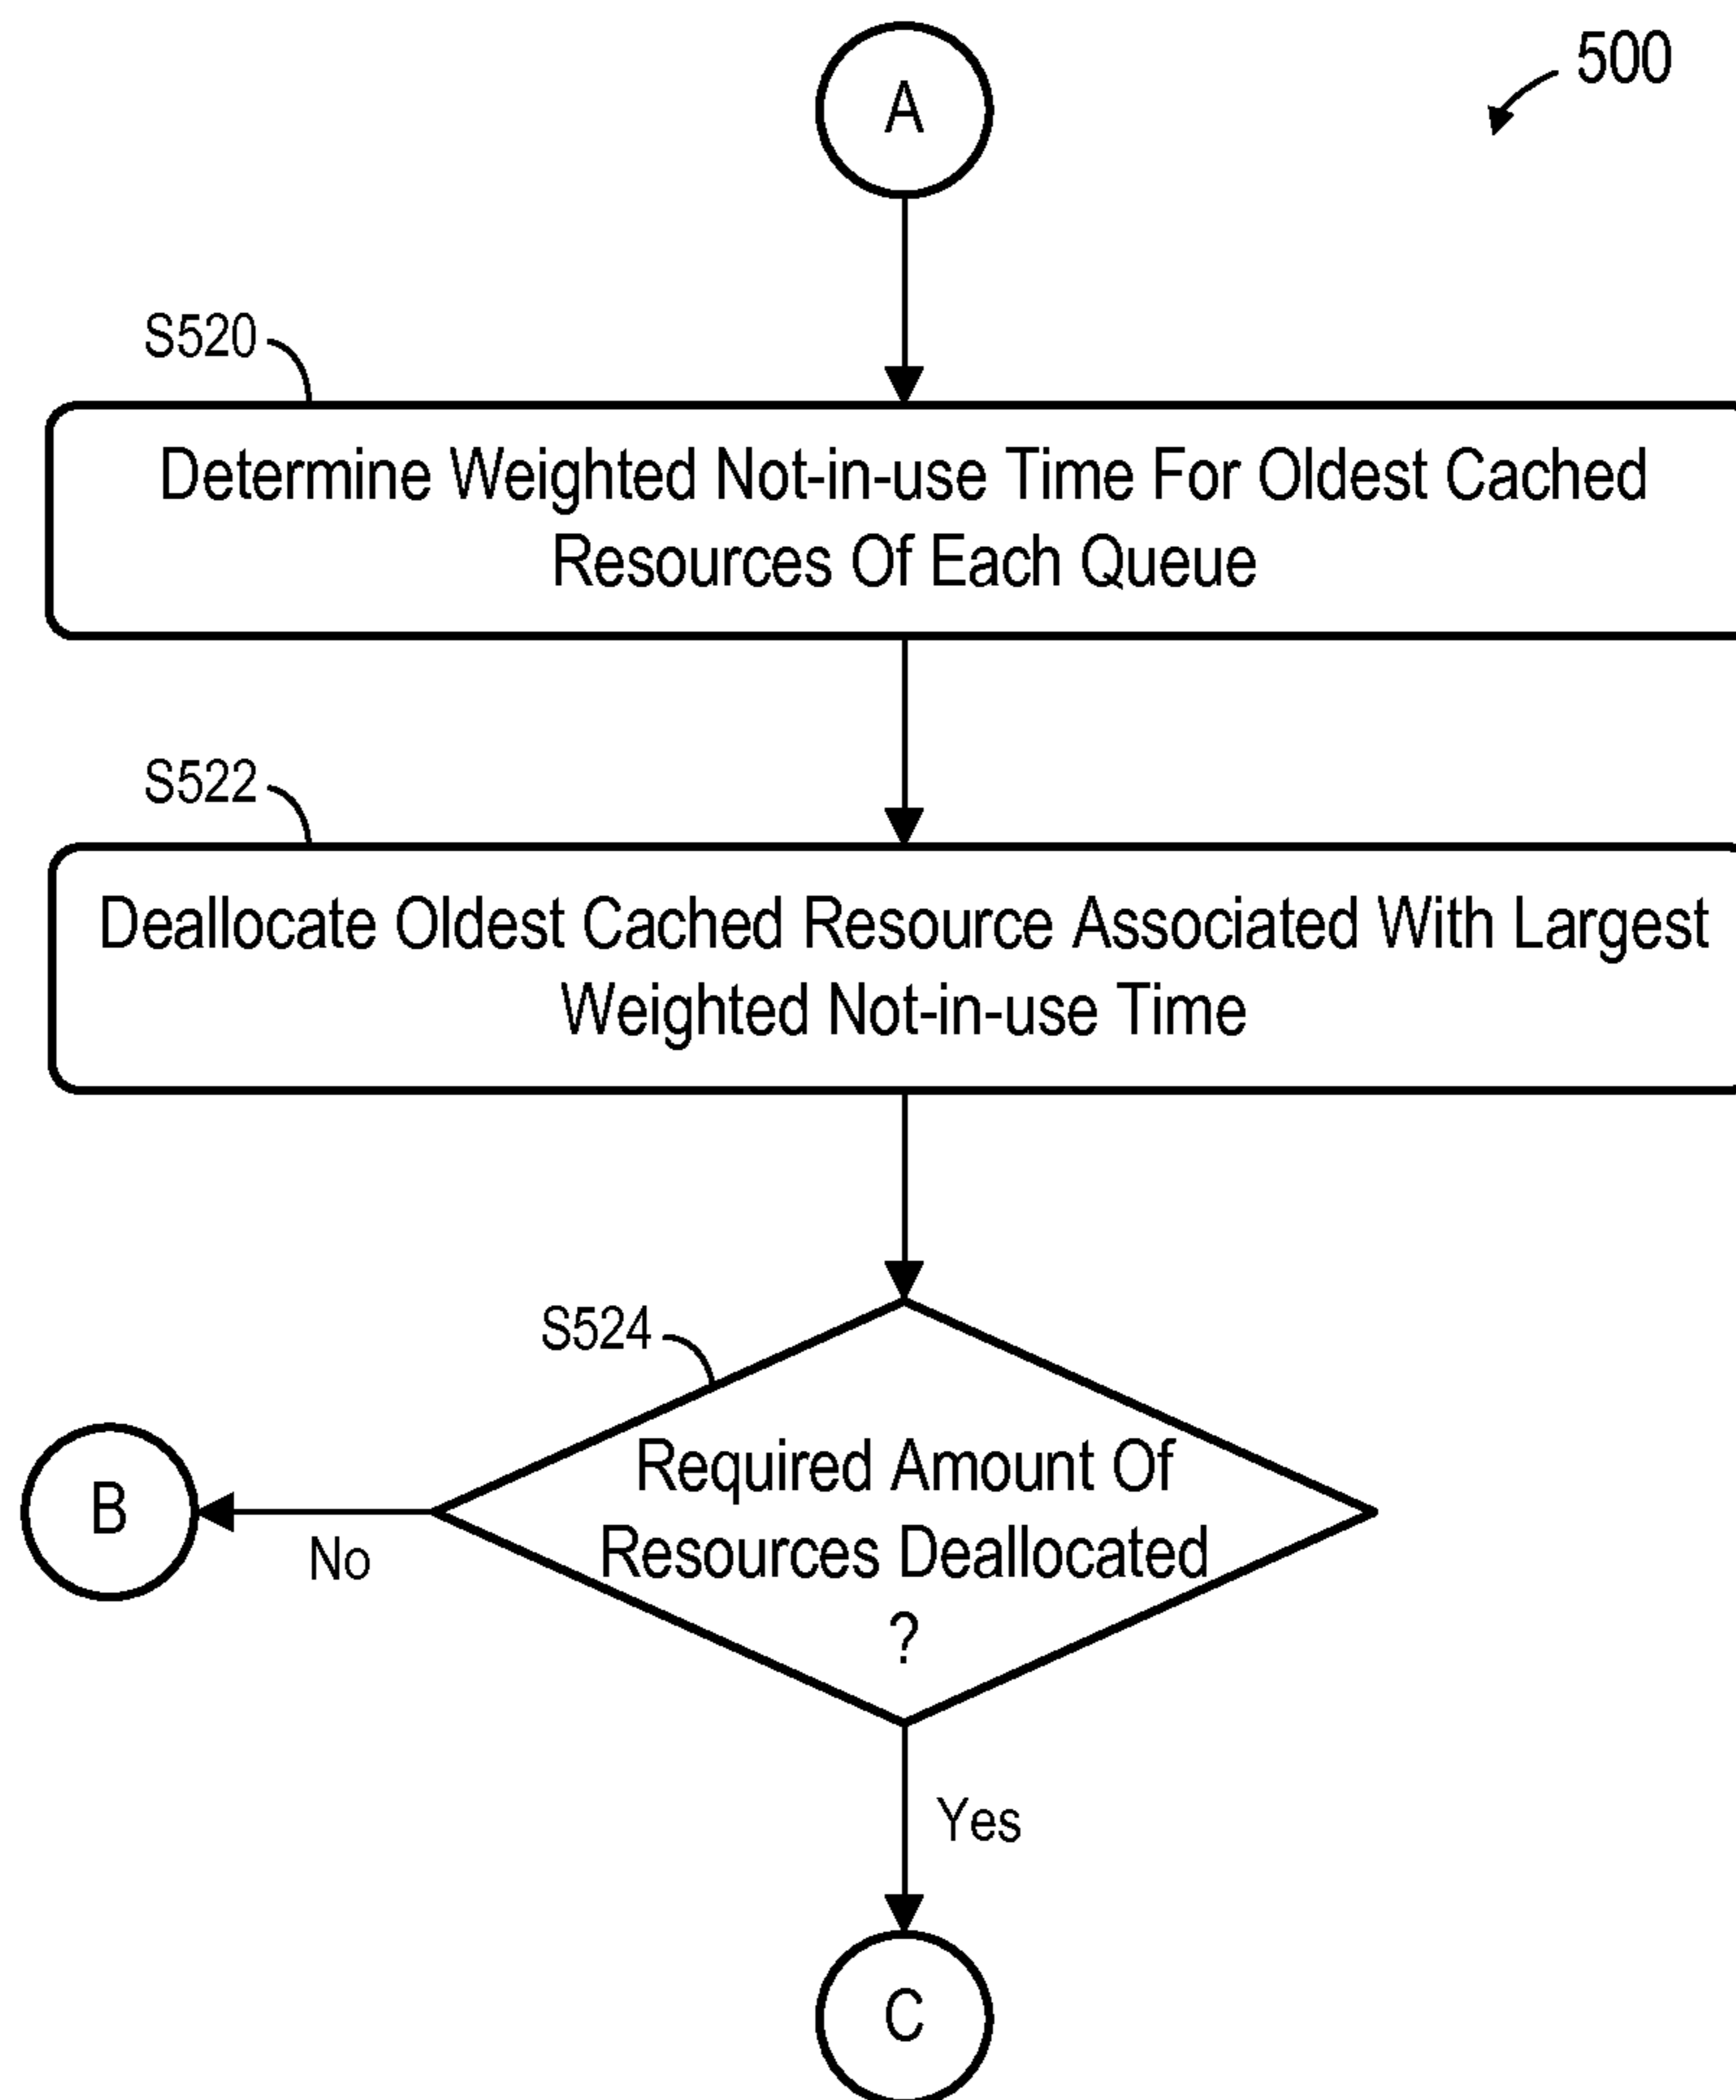 A
500
S520
Determine Weighted Not-in-use Time For Oldest Cached
Resources Of Each Queue
S522
Deallocate Oldest Cached Resource Associated With Largest
Weighted Not-in-use Time
S524
Required Amount Of
Resources Deallocated
?
B
No
Yes
C